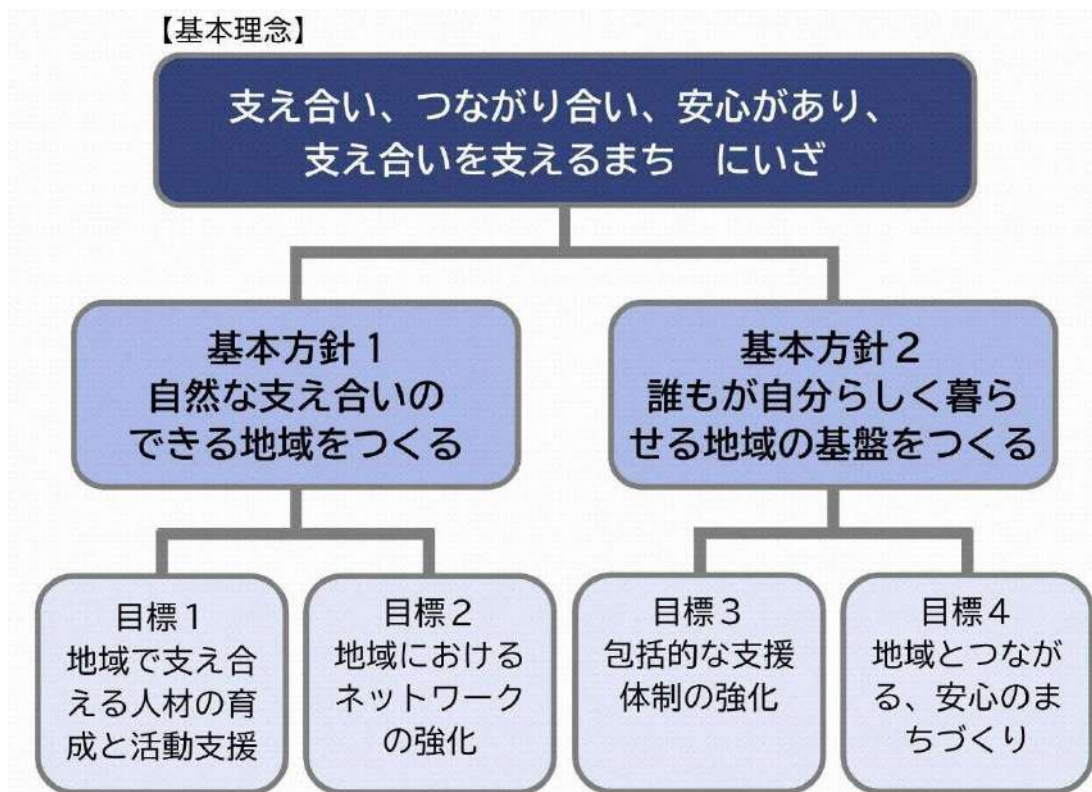 【基本理念】
支え合い、つながり合い、安心があり、
支え合いを支えるまち　にいざ
基本方針１
自然な支え合いの
できる地域をつくる
基本方針２
誰もが自分らしく暮ら
せる地域の基盤をつくる
目標１
地域で支え合
える人材の育
成と活動支援
目標２
地域における
ネットワーク
の強化
目標３
包括的な支援
体制の強化
目標４
地域とつなが
る、安心のま
ちづくり